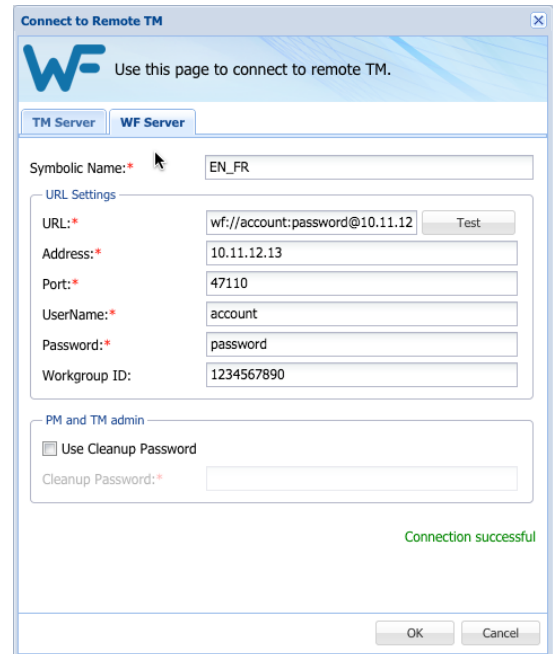 Connect to Remote TM
WF Use this page to connect to remote TM.
TM Server WF Server
Symbolic Name:* EN_FR
URL Settings
URL:* wf://account:password@10.11.12 Test
Address:* 10.11.12.13
Port:* 47110
UserName:* account
Password:* password
Workgroup ID: 1234567890
PM and TM admin
Use Cleanup Password
Cleanup Password:*
Connection successful
OK Cancel